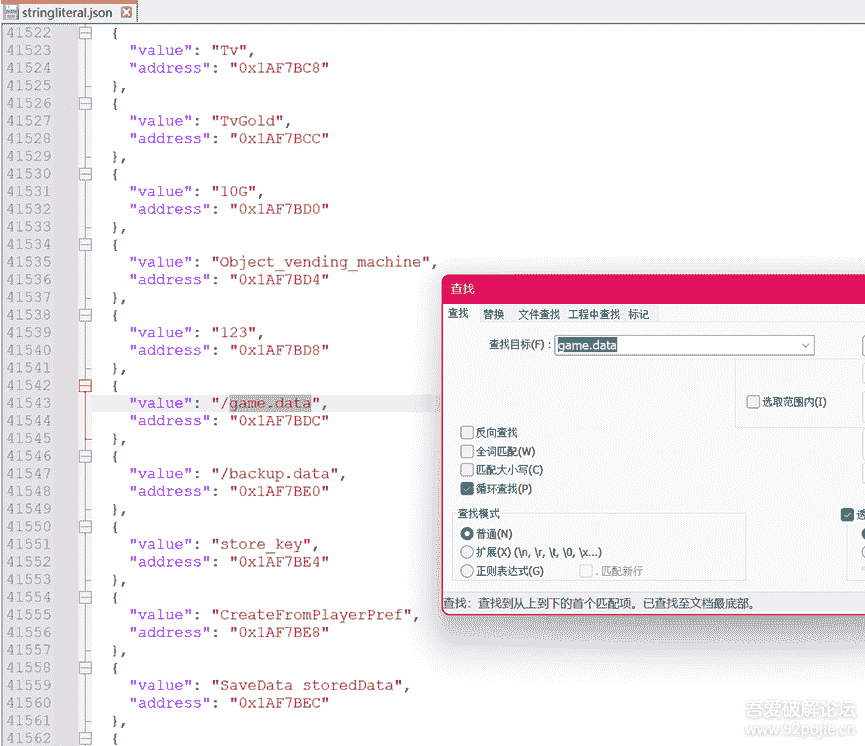 stringliteral.json
41522 {
41523 "value": "Tv",
41524 "address": "0x1AF7BC8"
41525 },
41526 {
41527 "value": "TvGold",
41528 "address": "0x1AF7BCC"
41529 },
41530 {
41531 "value": "10G",
41532 "address": "0x1AF7BD0"
41533 },
41534 {
41535 "value": "Object_vending_machine",
41536 "address": "0x1AF7BD4"
41537 },
41538 {
41539 "value": "123",
41540 "address": "0x1AF7BD8"
41541 },
41542 {
41543 "value": "/game.data",
41544 "address": "0x1AF7BDC"
41545 },
41546 {
41547 "value": "/backup.data",
41548 "address": "0x1AF7BE0"
41549 },
41550 {
41551 "value": "store_key",
41552 "address": "0x1AF7BE4"
41553 },
41554 {
41555 "value": "CreateFromPlayerPref",
41556 "address": "0x1AF7BE8"
41557 },
41558 {
41559 "value": "SaveData storedData",
41560 "address": "0x1AF7BEC"
41561 },
41562 {
查找
查找 替换 文件查找 工程中查找 标记
查找目标(F)： game.data
选取范围内(I)
反向查找
全词匹配(W)
匹配大小写(C)
循环查找(P)
查找模式
普通(N)
扩展(X) (\n, \r, \t, \0, \x...)
正则表达式(G) . 匹配新行
查找：查找到从上到下的首个匹配项。已查找至文档最底部。
吾爱破解论坛
www.52pojie.cn